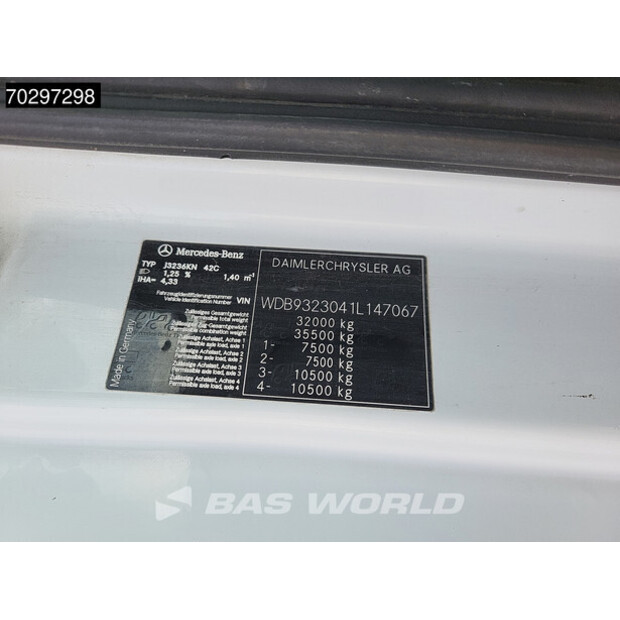 70297298
Mercedes-Benz
DAIMLERCHRYSLER AG
TYP J3236KN 42C
1,25 % 1,40 m⁻¹
IHA= 4,33
Fahrzeugidentifizierungsnummer
Vehicle Identification Number VIN WDB9323041L147067
Zulässiges Gesamtgewicht
Permissible total weight 32000 kg
Zulässiges Zug Gesamtgewicht
Permissible combination weight 35500 kg
Zulässige Achslast, Achse 1
Permissible axle load, axle 1 1- 7500 kg
Zulässige Achslast, Achse 2
Permissible axle load, axle 2 2- 7500 kg
Zulässige Achslast, Achse 3
Permissible axle load, axle 3 3- 10500 kg
Zulässige Achslast, Achse 4
Permissible axle load, axle 4 4- 10500 kg
Made in Germany
BAS WORLD